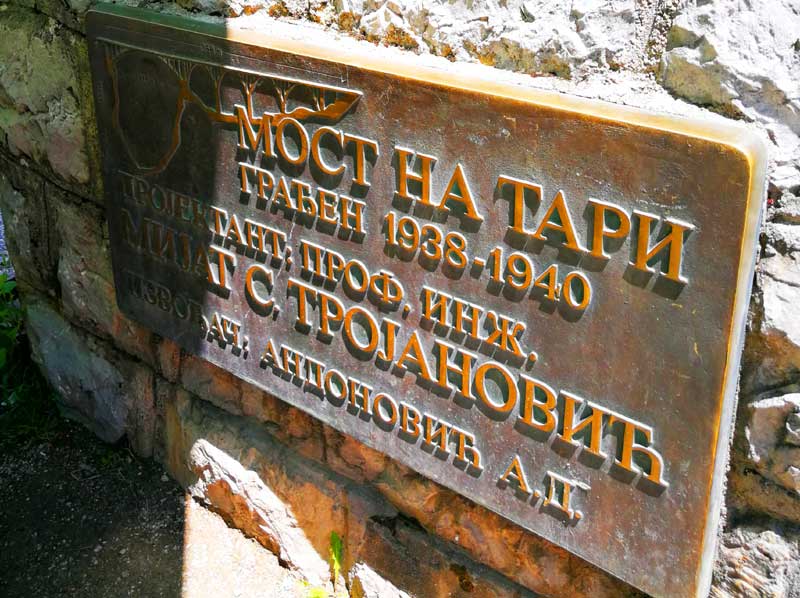 МОСТ НА ТАРИ
ГРАЂЕН 1938-1940
ПРОЈЕКТАНТ: ПРОФ. ИНЖ.
МИЈАТ С. ТРОЈАНОВИЋ
ИЗВОЂАЧ: АНДОНОВИЋ А.Д.